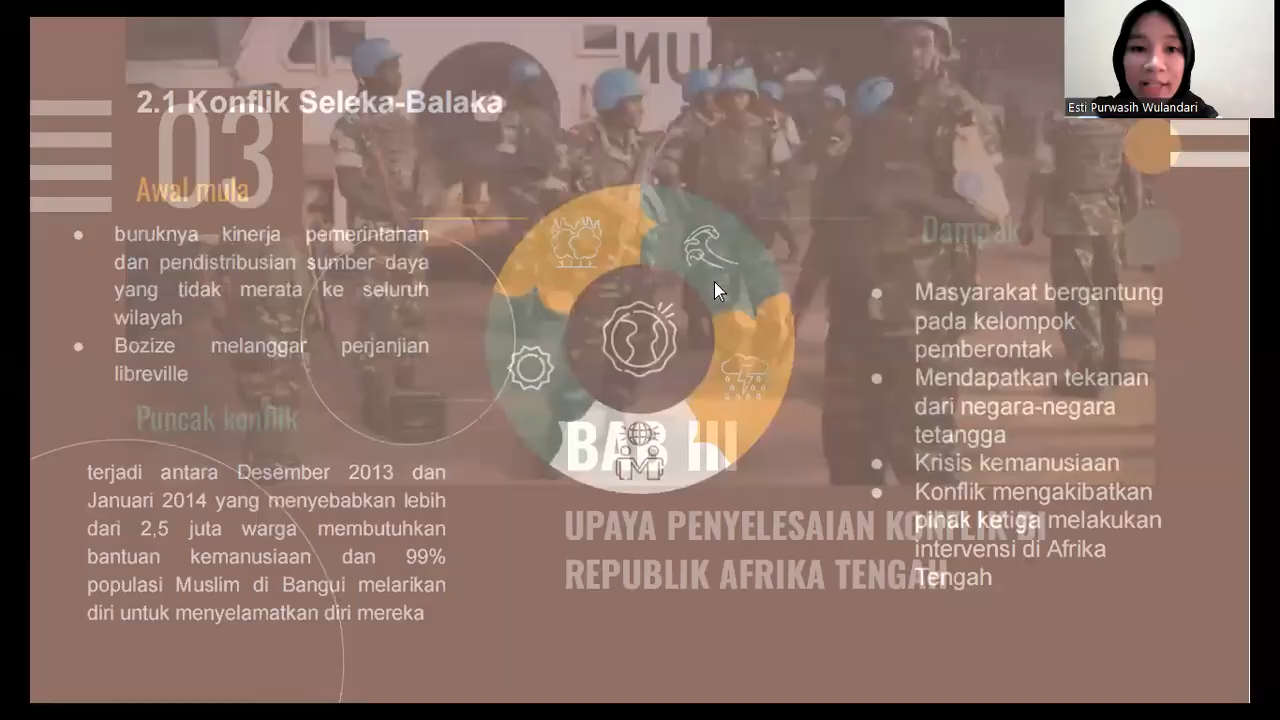 Esti Purwasih Wulandari
UN
2.1 Konflik Seleka-Balaka
03
Awal mula
buruknya kinerja pemerintahan
dan pendistribusian sumber daya
yang tidak merata ke seluruh
wilayah
Bozize melanggar perjanjian
libreville
Puncak konflik
terjadi antara Desember 2013 dan
Januari 2014 yang menyebabkan lebih
dari 2,5 juta warga membutuhkan
bantuan kemanusiaan dan 99%
populasi Muslim di Bangui melarikan
diri untuk menyelamatkan diri mereka
Dampak
Masyarakat bergantung
pada kelompok
pemberontak
Mendapatkan tekanan
dari negara-negara
tetangga
Krisis kemanusiaan
Konflik mengakibatkan
pihak ketiga melakukan
intervensi di Afrika
Tengah
BAB III
UPAYA PENYELESAIAN KONFLIK DI
REPUBLIK AFRIKA TENGAH